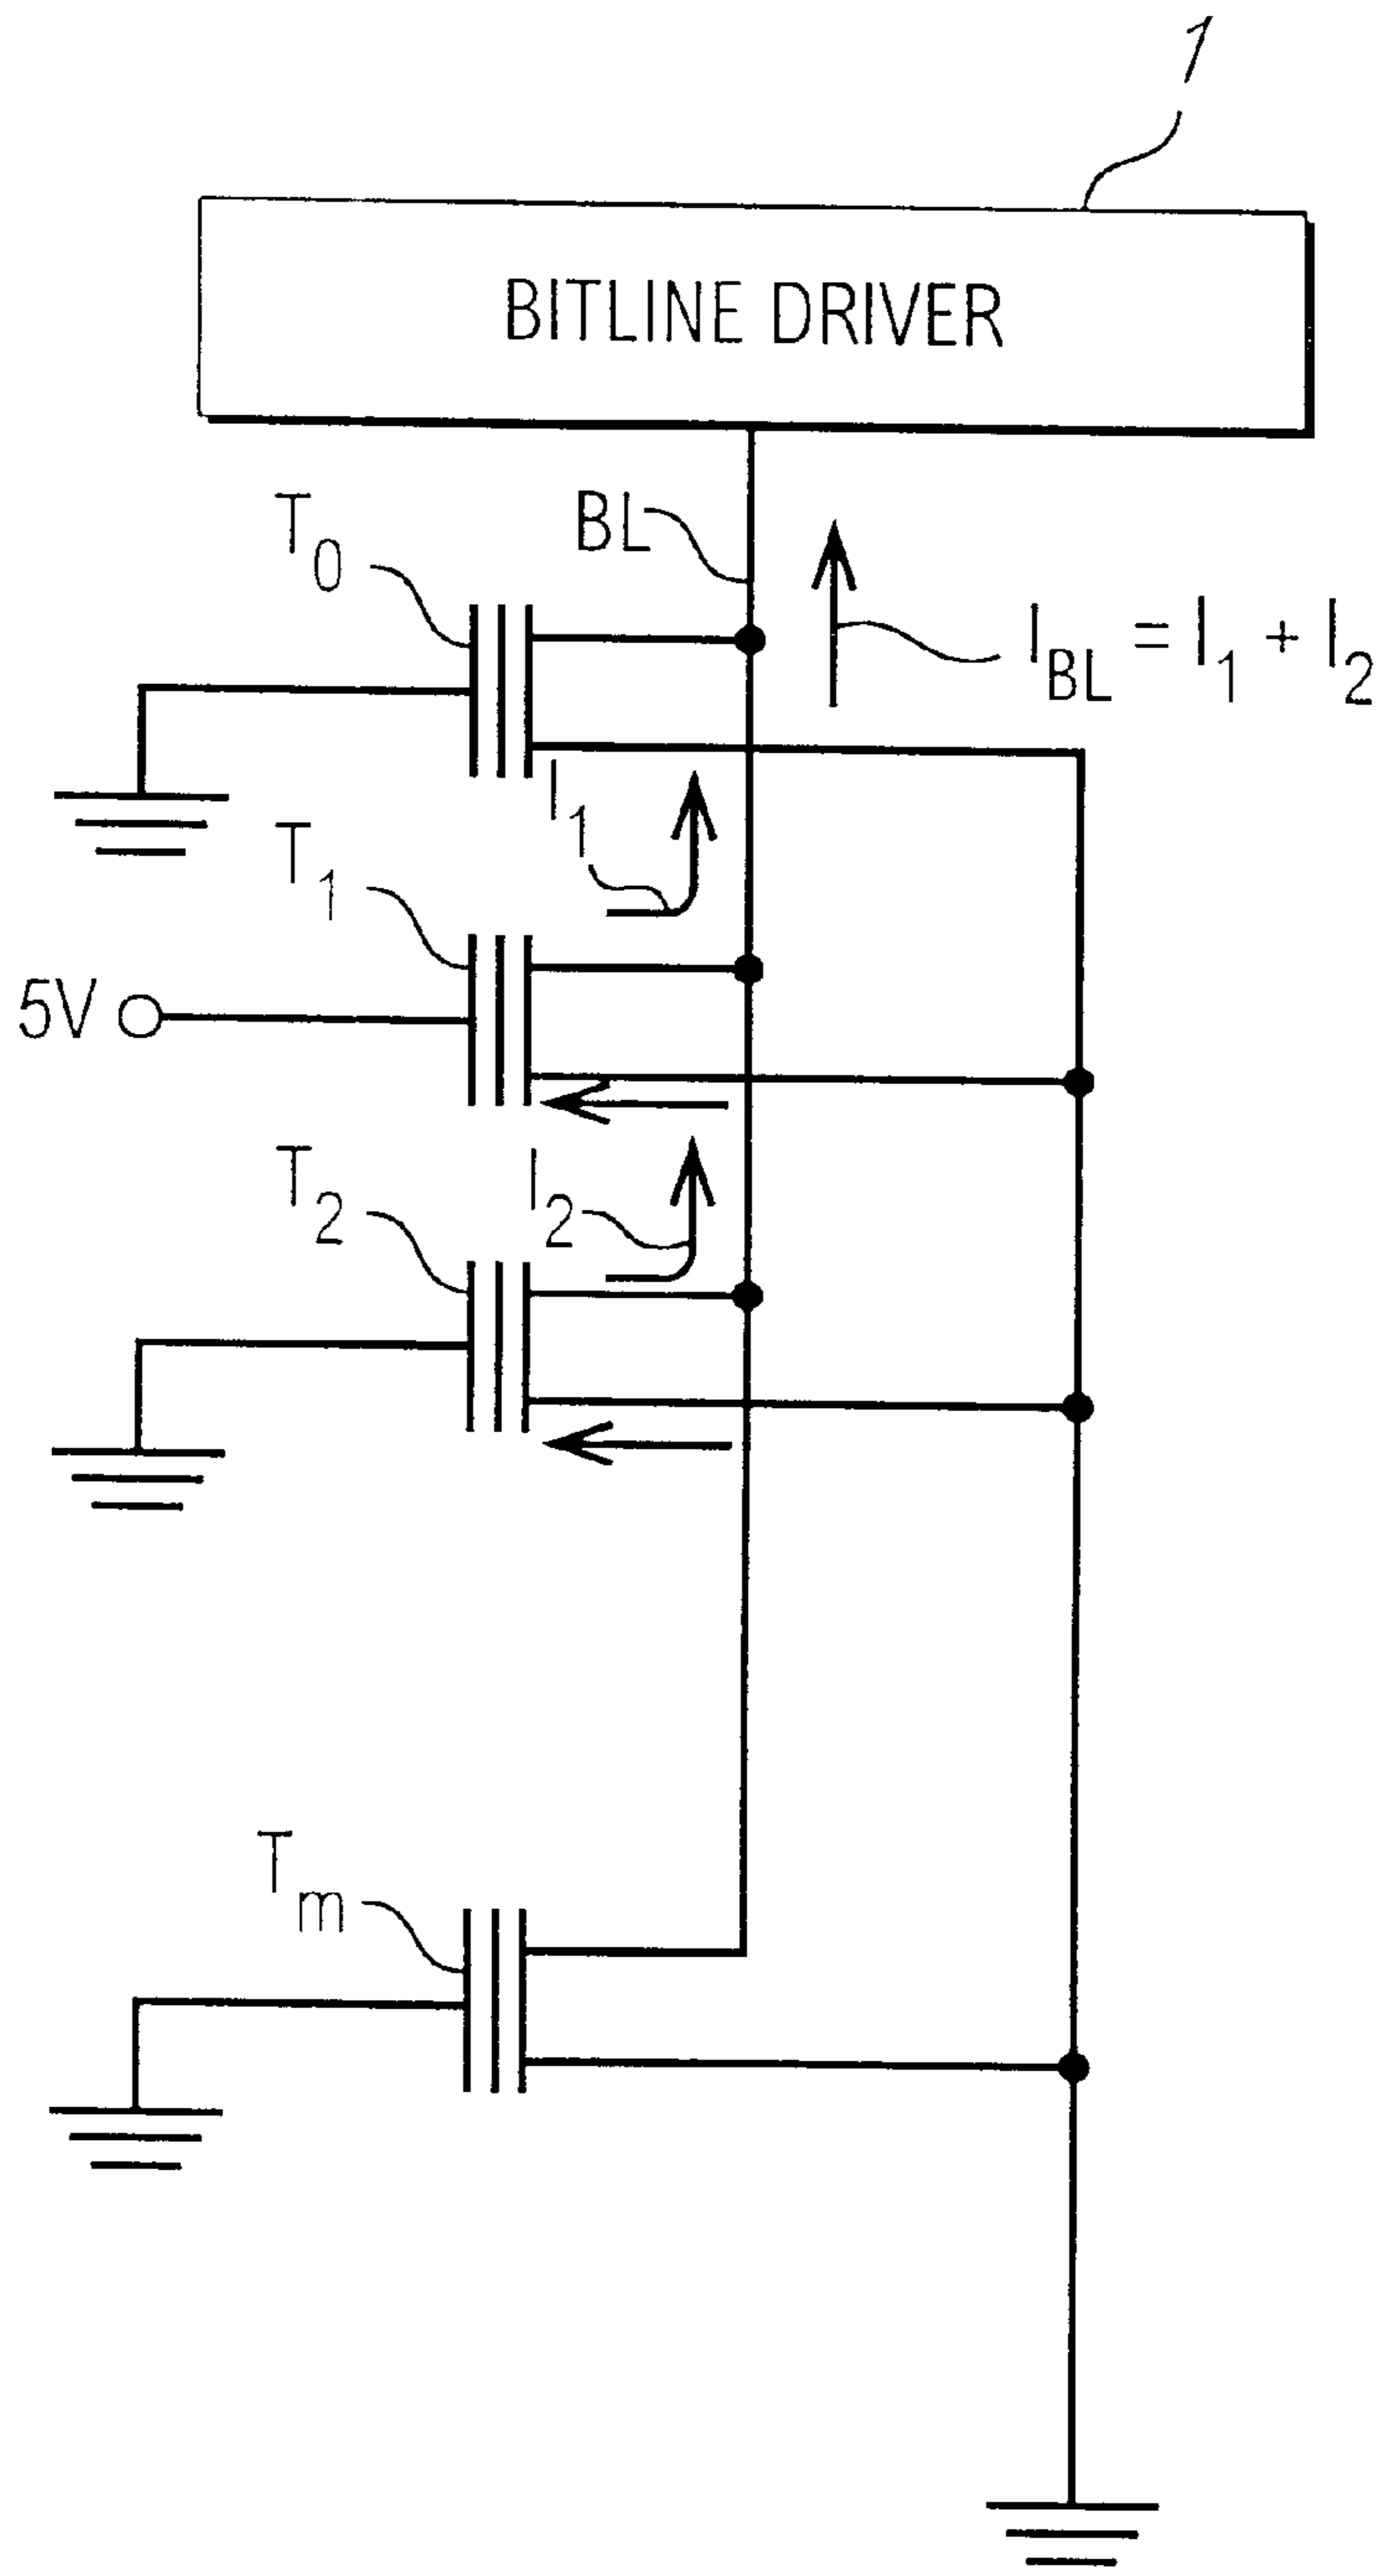 1
BITLINE DRIVER
T0
BL
IBL = I1 + I2
I1
T1
5V
T2
I2
Tm